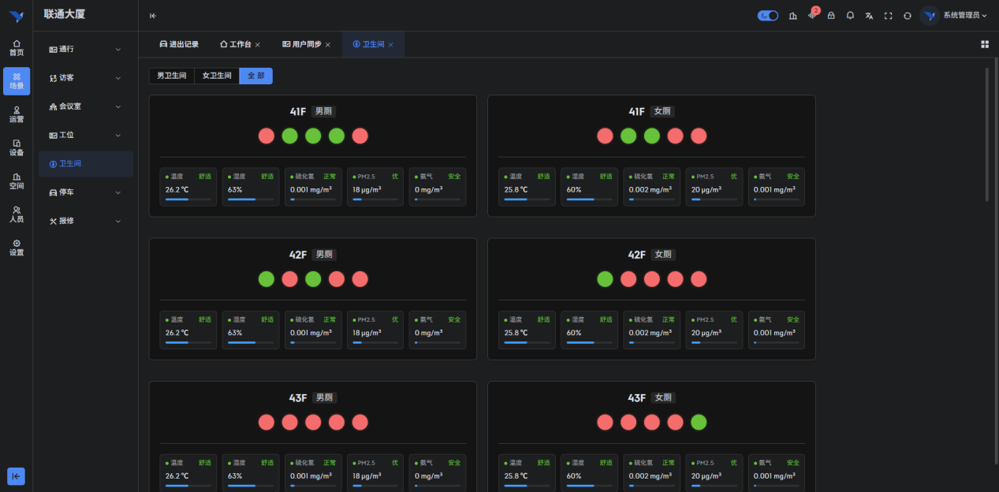 联通大厦
2
系统管理员
首页
场景
运营
设备
空间
人员
设置
通行
访客
会议室
工位
卫生间
停车
报修
进出记录 工作台 用户同步 卫生间
男卫生间 女卫生间 全部
41F 男厕
温度 舒适 湿度 舒适 硫化氢 正常 PM2.5 优 氨气 安全
26.2 ℃ 63% 0.001 mg/m³ 18 μg/m³ 0 mg/m³
41F 女厕
温度 舒适 湿度 舒适 硫化氢 正常 PM2.5 优 氨气 安全
25.8 ℃ 60% 0.002 mg/m³ 20 μg/m³ 0.001 mg/m³
42F 男厕
温度 舒适 湿度 舒适 硫化氢 正常 PM2.5 优 氨气 安全
26.2 ℃ 63% 0.001 mg/m³ 18 μg/m³ 0 mg/m³
42F 女厕
温度 舒适 湿度 舒适 硫化氢 正常 PM2.5 优 氨气 安全
25.8 ℃ 60% 0.002 mg/m³ 20 μg/m³ 0.001 mg/m³
43F 男厕
温度 舒适 湿度 舒适 硫化氢 正常 PM2.5 优 氨气 安全
26.2 ℃ 63% 0.001 mg/m³ 18 μg/m³ 0 mg/m³
43F 女厕
温度 舒适 湿度 舒适 硫化氢 正常 PM2.5 优 氨气 安全
25.8 ℃ 60% 0.002 mg/m³ 20 μg/m³ 0.001 mg/m³